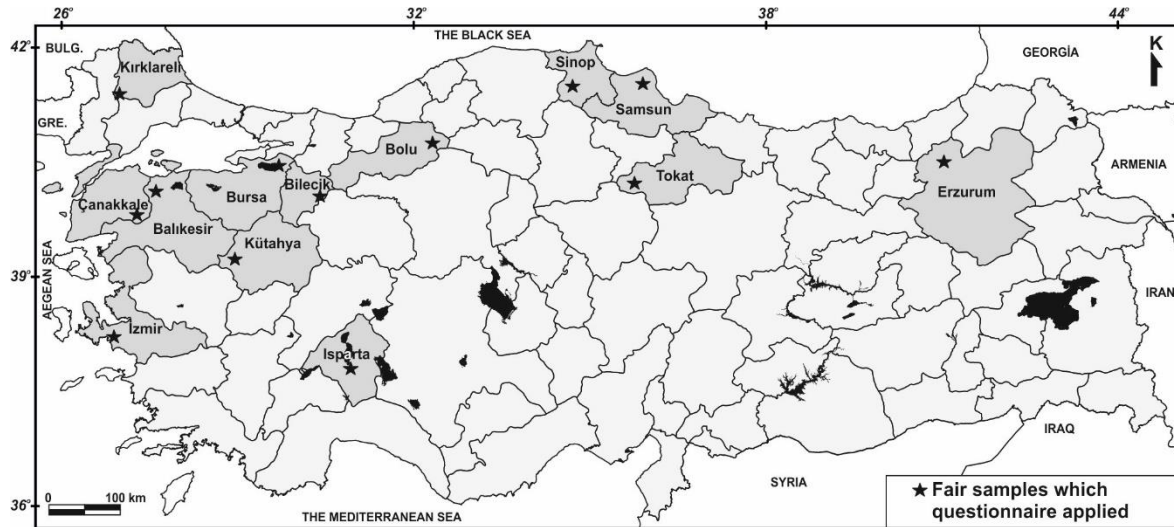 26° 32° 38° 44°
42°
BULG.
THE BLACK SEA
GEORGİA
K
Kırklareli
Sinop
Samsun
GRE.
Bolu
ARMENIA
Çanakkale
Bursa
Bilecik
Tokat
Erzurum
Balıkesir
Kütahya
39°
AEGEAN SEA
IRAN
İzmir
Isparta
IRAQ
SYRIA
36°
0 100 km
THE MEDITERRANEAN SEA
★ Fair samples which
questionnaire applied